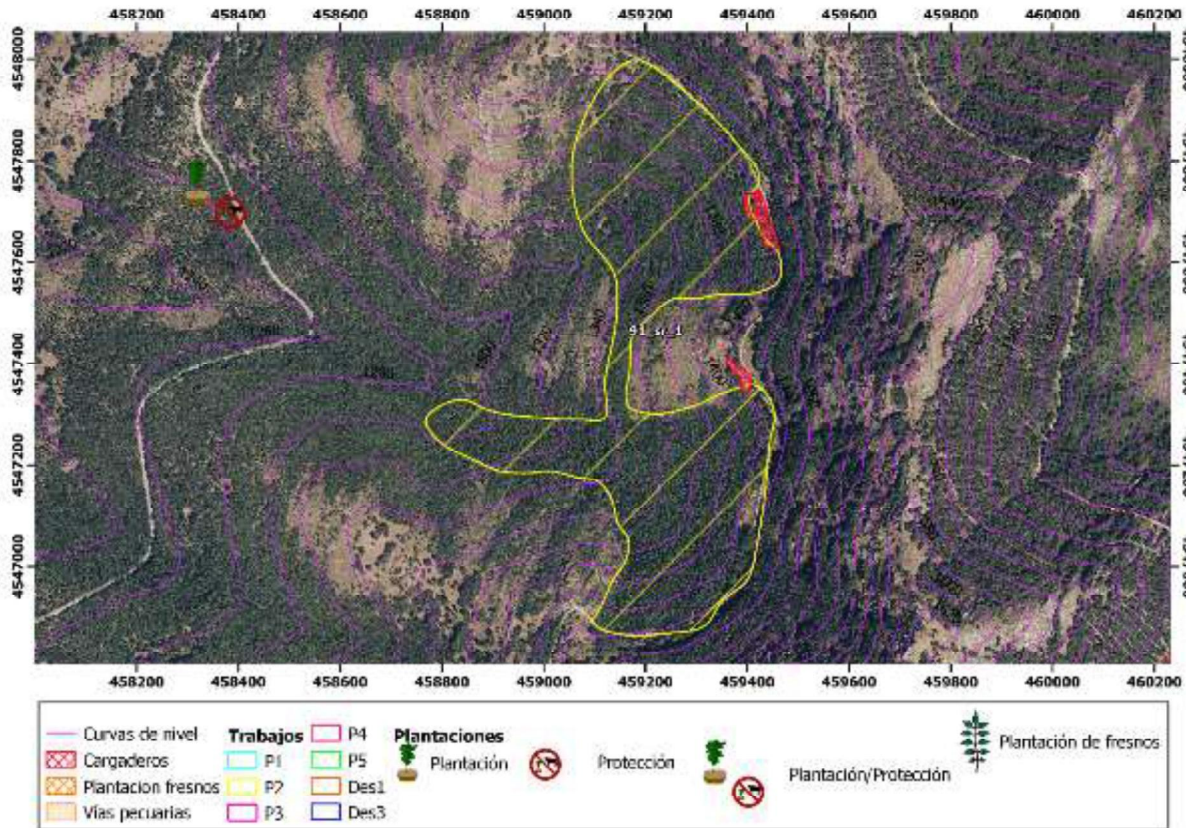 458200 458400 458600 458800 459000 459200 459400 459600 459800 460000 460200
4548000
4547800
4547600
4547400
4547200
4547000
91_sr_1
458200 458400 458600 458800 459000 459200 459400 459600 459800 460000 460200
Curvas de nivel
Cargaderos
Plantacion fresnos
Vías pecuarias
Trabajos
P1
P2
P3
P4
P5
Des1
Des3
Plantaciones
Plantación
Protección
Plantación/Protección
Plantación de fresnos